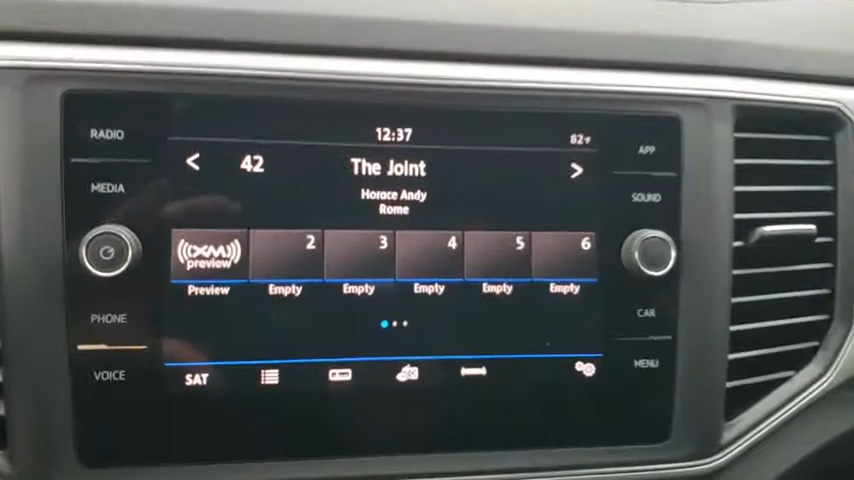 RADIO
MEDIA
PHONE
VOICE
12:37
82°F
< 42 The Joint >
Horace Andy
Rome
((XM))
preview
2 3 4 5 6
Preview Empty Empty Empty Empty Empty
SAT
APP
SOUND
CAR
MENU